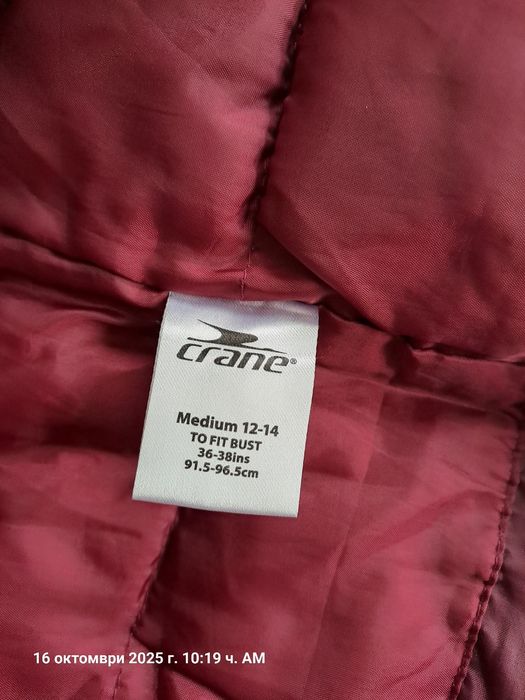 crane®
Medium 12-14
TO FIT BUST
36-38ins
91.5-96.5cm
16 октомври 2025 г. 10:19 ч. AM